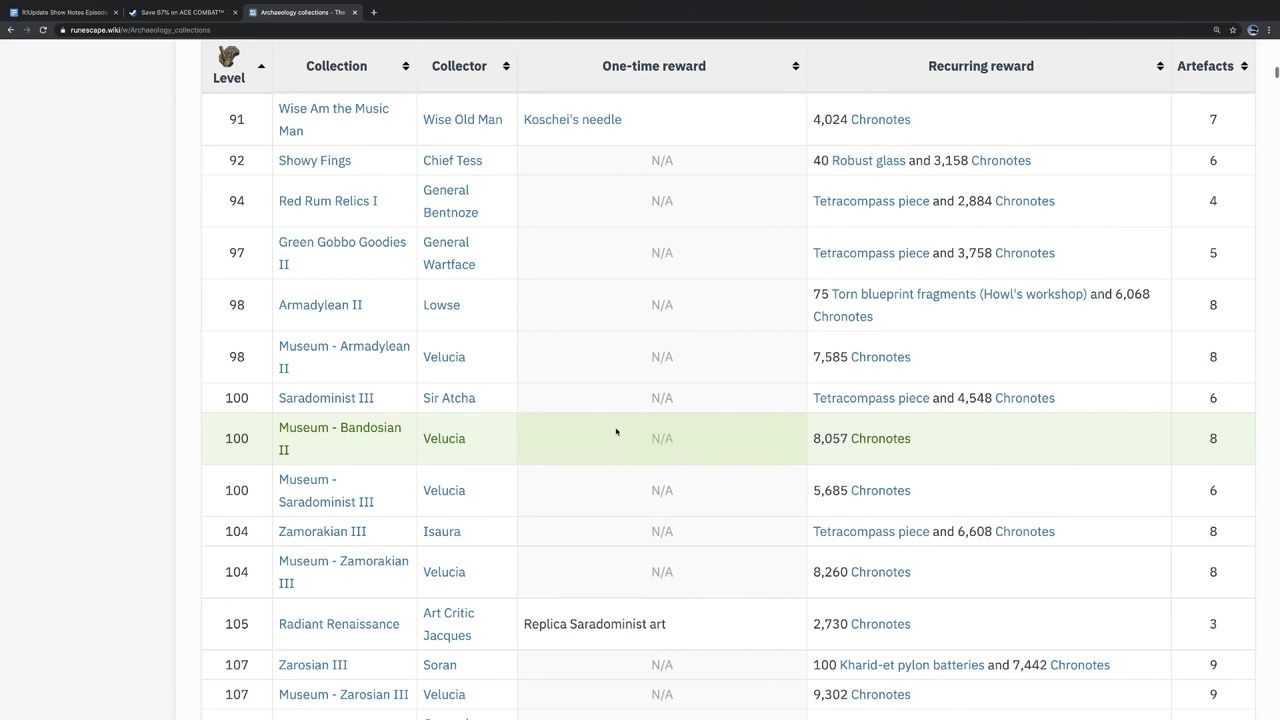 R/Update Show Notes Episod
Save 67% on ACE COMBAT™
Archaeology collections - The
runescape.wiki/w/Archaeology_collections
Level
Collection
Collector
One-time reward
Recurring reward
Artefacts
91
Wise Am the Music
Man
Wise Old Man
Koschei's needle
4,024 Chronotes
7
92
Showy Fings
Chief Tess
N/A
40 Robust glass and 3,158 Chronotes
6
94
Red Rum Relics I
General
Bentnoze
N/A
Tetracompass piece and 2,884 Chronotes
4
97
Green Gobbo Goodies
II
General
Wartface
N/A
Tetracompass piece and 3,758 Chronotes
5
98
Armadylean II
Lowse
N/A
75 Torn blueprint fragments (Howl's workshop) and 6,068
Chronotes
8
98
Museum - Armadylean
II
Velucia
N/A
7,585 Chronotes
8
100
Saradominist III
Sir Atcha
N/A
Tetracompass piece and 4,548 Chronotes
6
100
Museum - Bandosian
II
Velucia
N/A
8,057 Chronotes
8
100
Museum -
Saradominist III
Velucia
N/A
5,685 Chronotes
6
104
Zamorakian III
Isaura
N/A
Tetracompass piece and 6,608 Chronotes
8
104
Museum - Zamorakian
III
Velucia
N/A
8,260 Chronotes
8
105
Radiant Renaissance
Art Critic
Jacques
Replica Saradominist art
2,730 Chronotes
3
107
Zarosian III
Soran
N/A
100 Kharid-et pylon batteries and 7,442 Chronotes
9
107
Museum - Zarosian III
Velucia
N/A
9,302 Chronotes
9